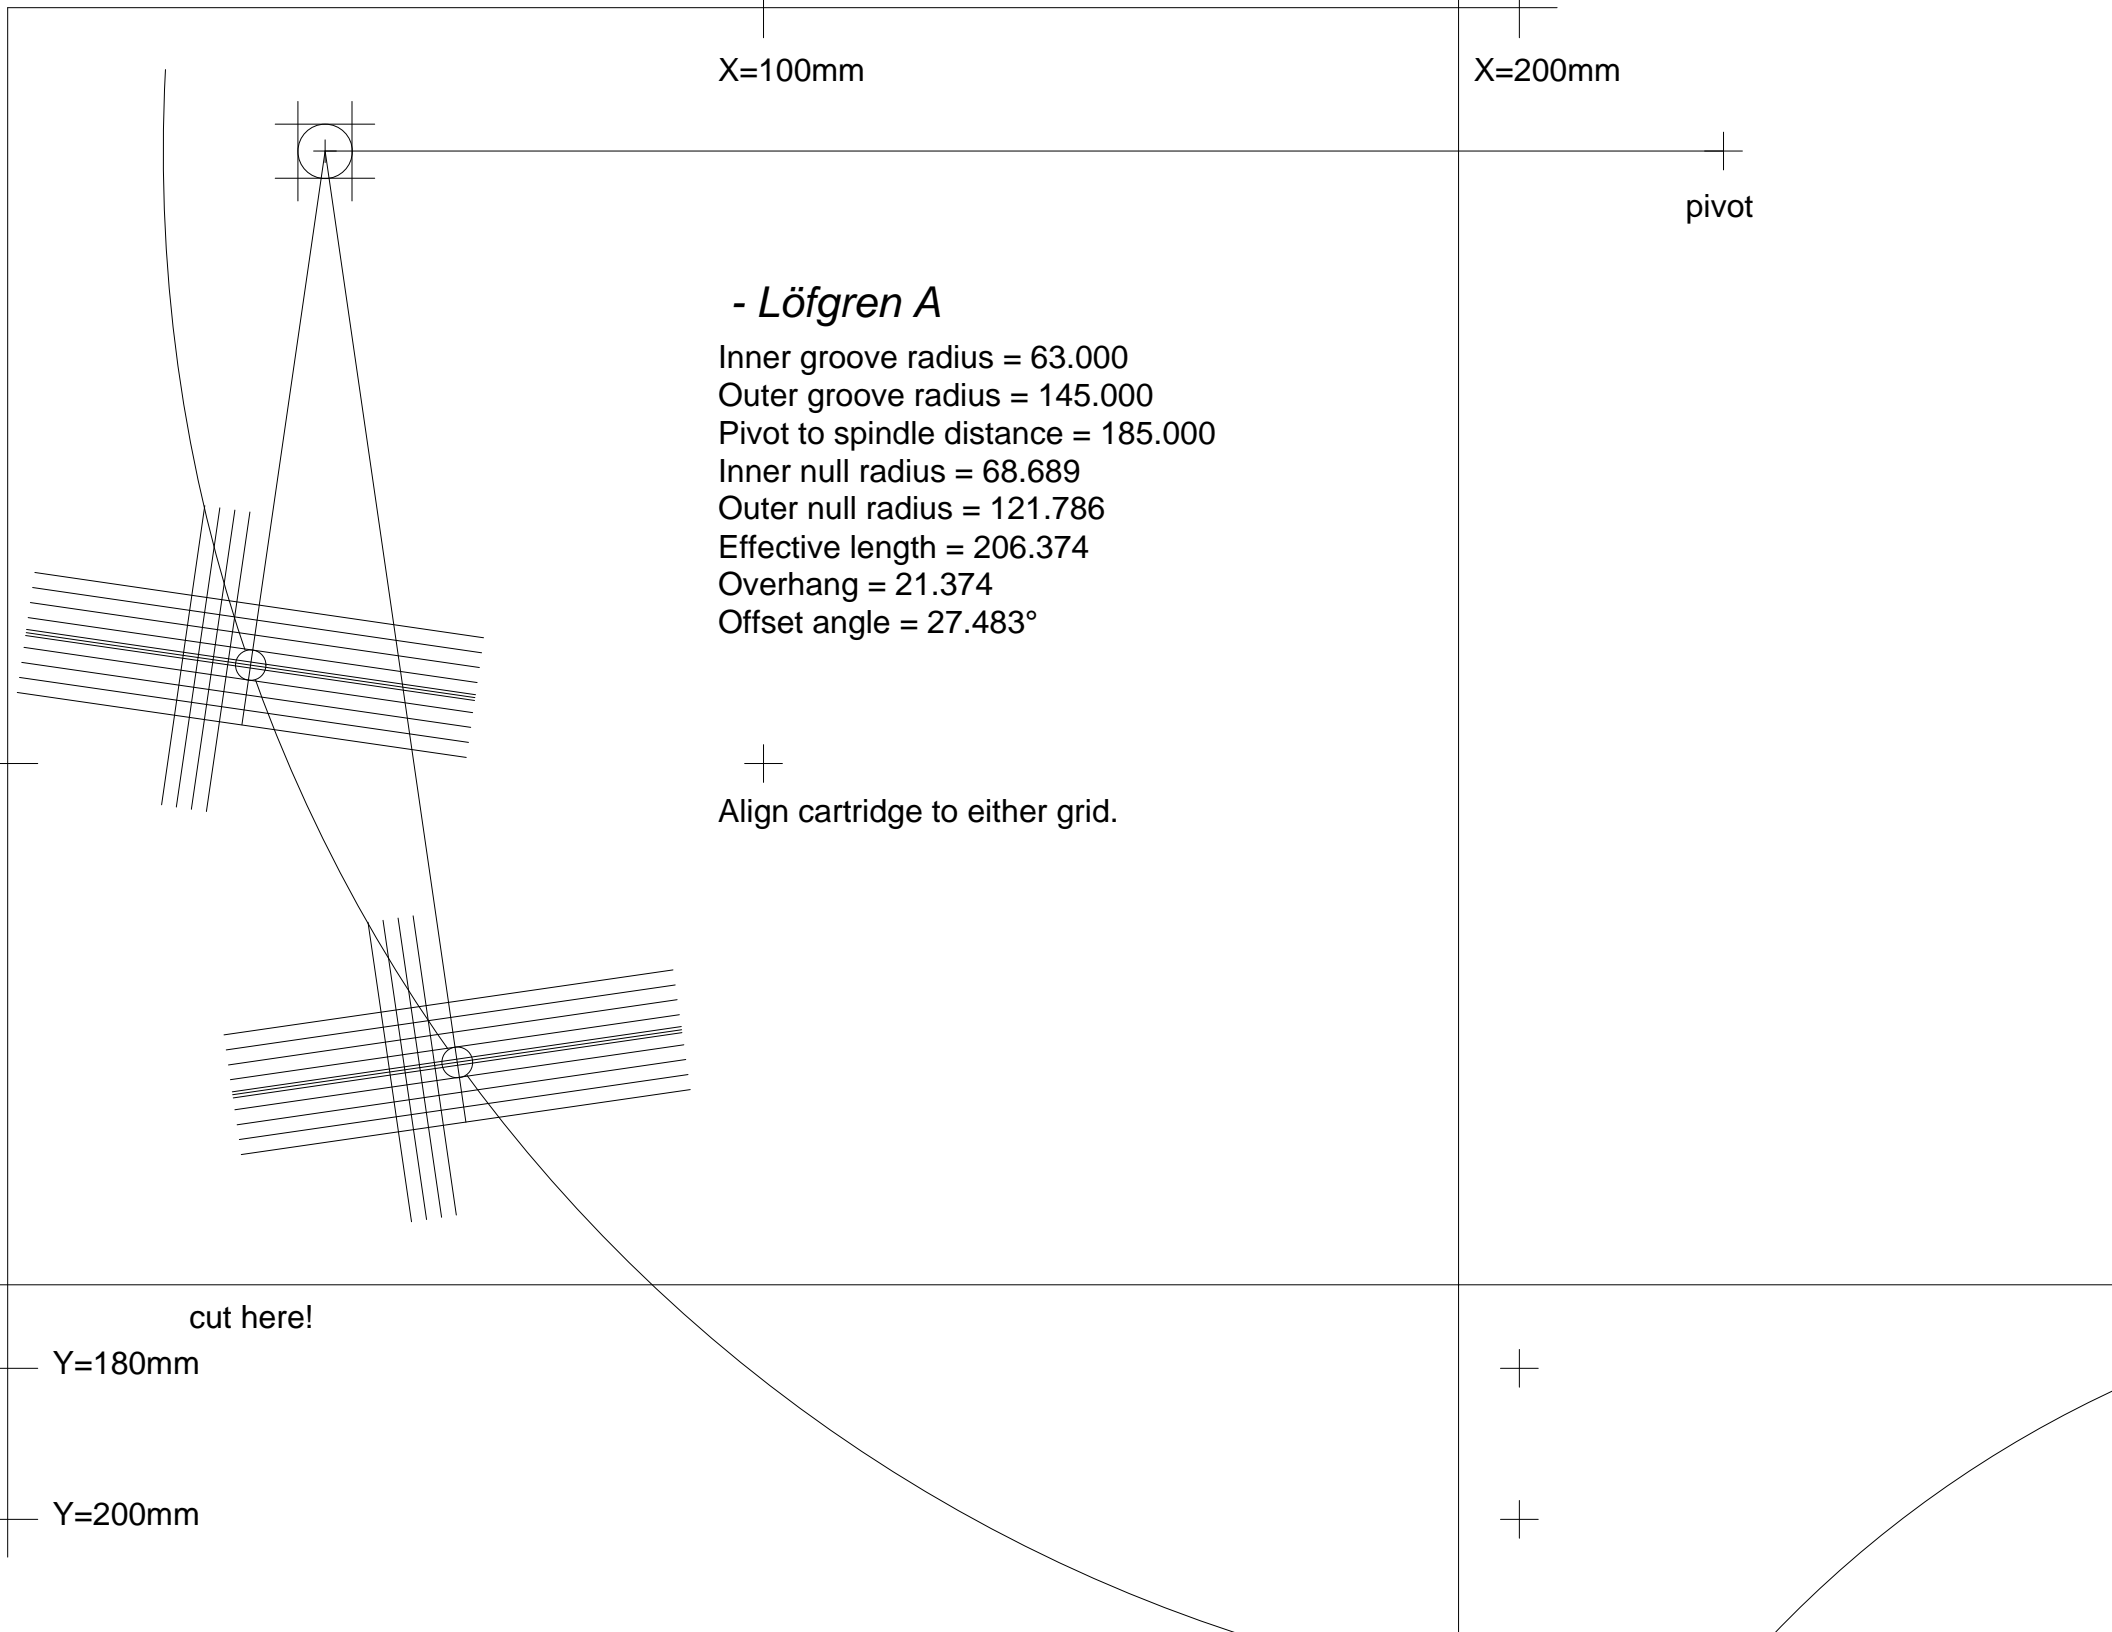 X=100mm
X=200mm
pivot
- Löfgren A
Inner groove radius = 63.000
Outer groove radius = 145.000
Pivot to spindle distance = 185.000
Inner null radius = 68.689
Outer null radius = 121.786
Effective length = 206.374
Overhang = 21.374
Offset angle = 27.483°
Align cartridge to either grid.
cut here!
Y=180mm
Y=200mm